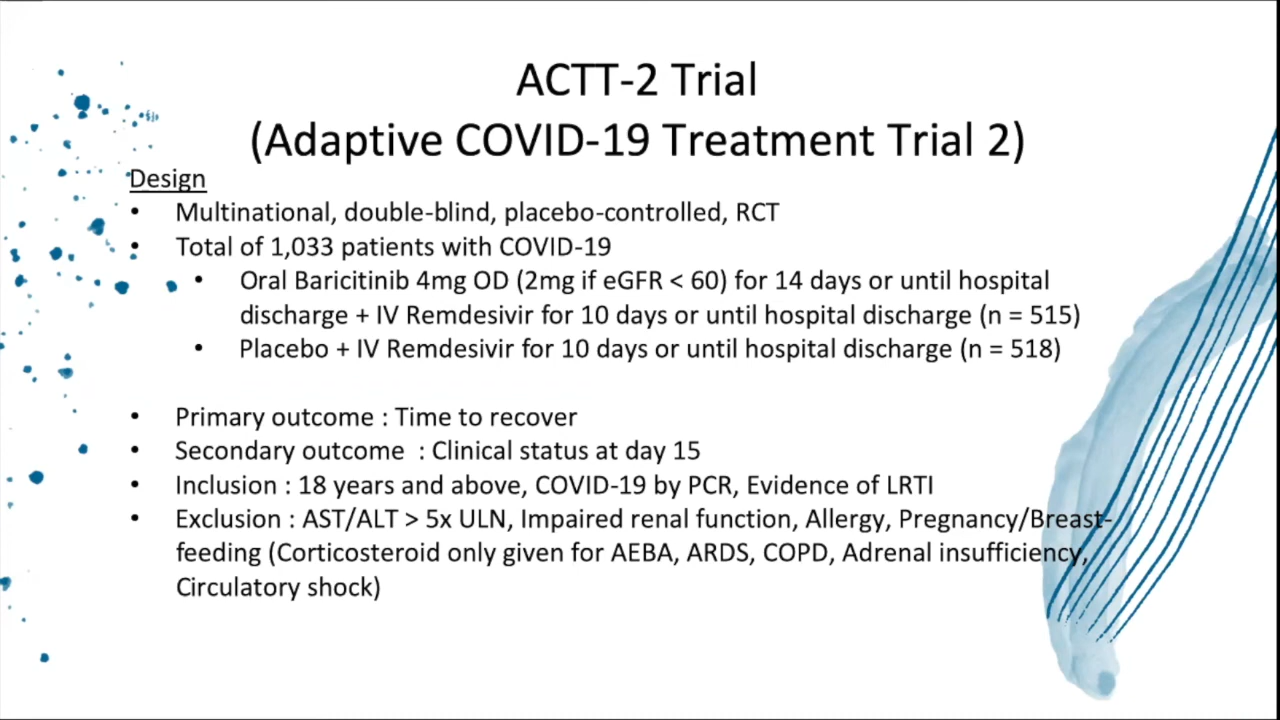 ACTT-2 Trial
(Adaptive COVID-19 Treatment Trial 2)
Design
• Multinational, double-blind, placebo-controlled, RCT
• Total of 1,033 patients with COVID-19
• Oral Baricitinib 4mg OD (2mg if eGFR < 60) for 14 days or until hospital
discharge + IV Remdesivir for 10 days or until hospital discharge (n = 515)
• Placebo + IV Remdesivir for 10 days or until hospital discharge (n = 518)
• Primary outcome : Time to recover
• Secondary outcome : Clinical status at day 15
• Inclusion : 18 years and above, COVID-19 by PCR, Evidence of LRTI
• Exclusion : AST/ALT > 5x ULN, Impaired renal function, Allergy, Pregnancy/Breast-
feeding (Corticosteroid only given for AEBA, ARDS, COPD, Adrenal insufficiency,
Circulatory shock)